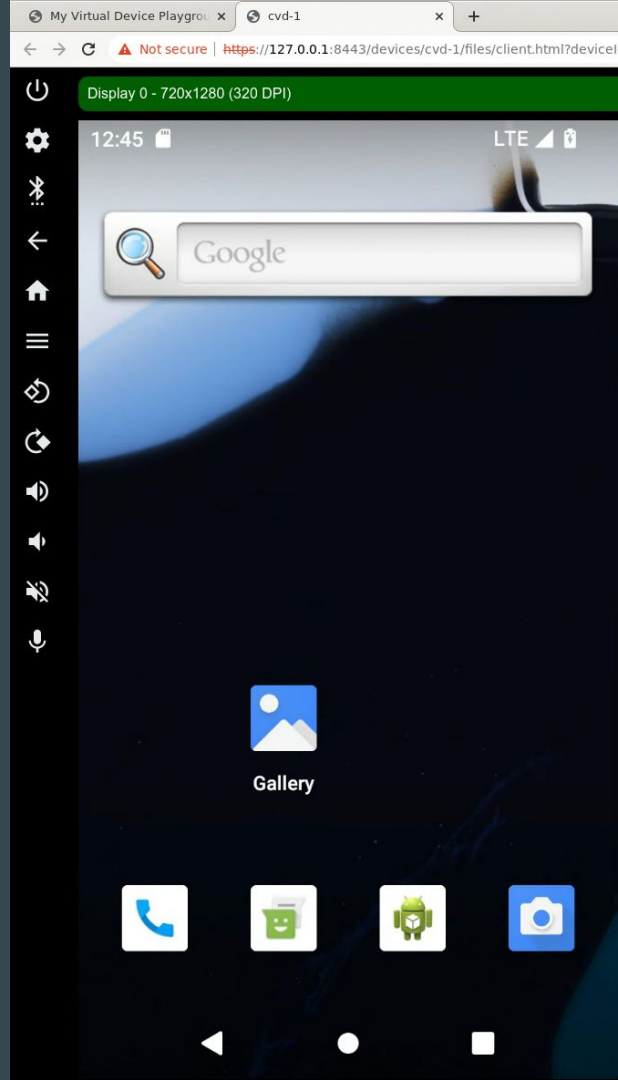 My Virtual Device Playgrou
cvd-1
Not secure
https://127.0.0.1:8443/devices/cvd-1/files/client.html?deviceI
Display 0 - 720x1280 (320 DPI)
12:45
LTE
Google
Gallery